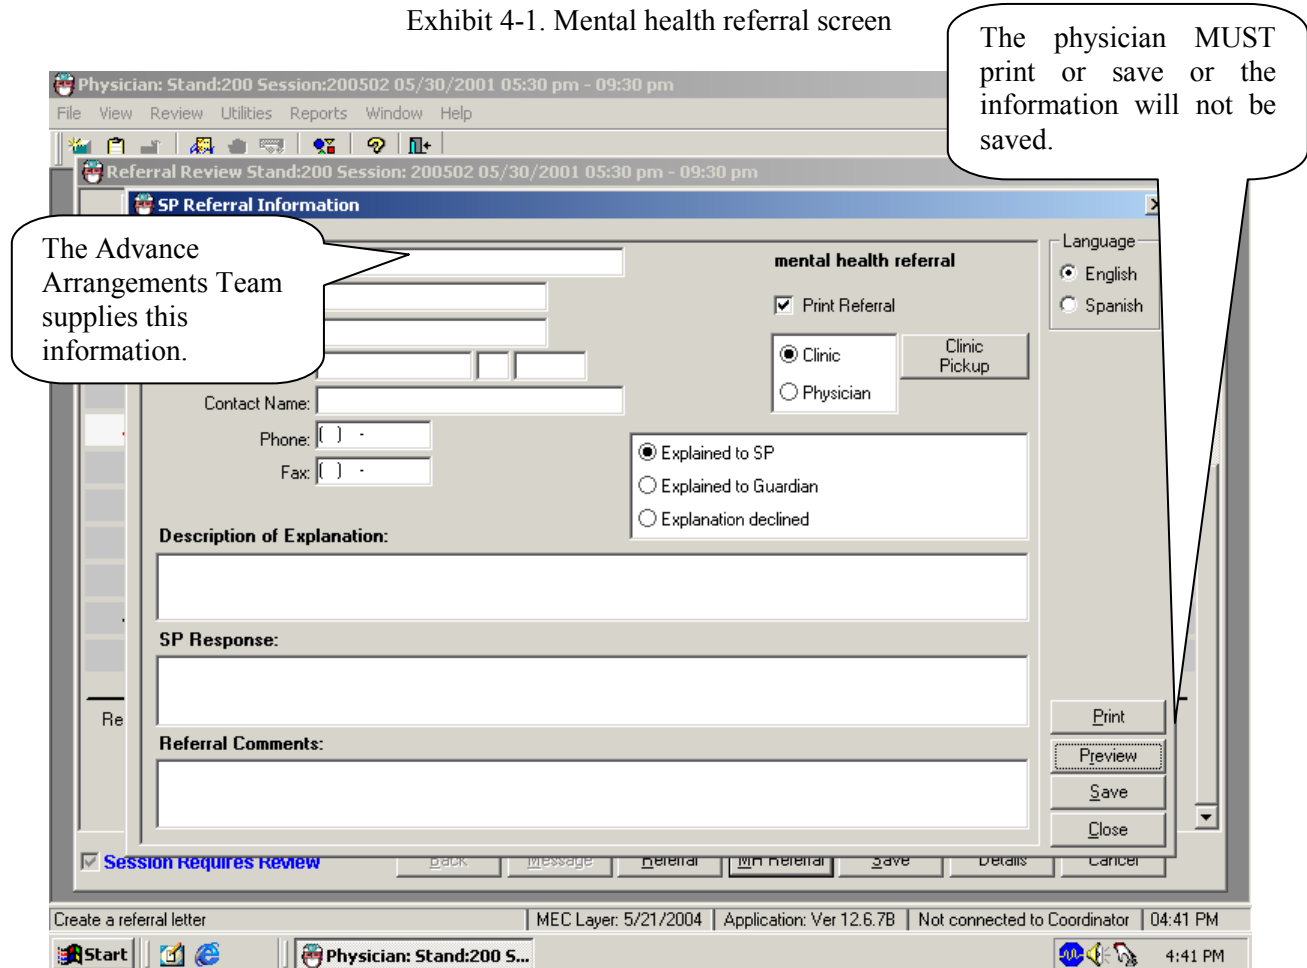 Exhibit 4-1. Mental health referral screen
The physician MUST
print or save or the
information will not be
saved.
Physician: Stand:200 Session:200502 05/30/2001 05:30 pm - 09:30 pm
File View Review Utilities Reports Window Help
Referral Review Stand:200 Session: 200502 05/30/2001 05:30 pm - 09:30 pm
SP Referral Information
The Advance
Arrangements Team
supplies this
information.
mental health referral
Print Referral
Clinic
Physician
Clinic
Pickup
Language
English
Spanish
Contact Name:
Phone: ( ) -
Fax: ( ) -
Explained to SP
Explained to Guardian
Explanation declined
Description of Explanation:
SP Response:
Referral Comments:
Re
Print
Preview
Save
Close
Session Requires Review
Back Message Referral MH Referral Save Details Cancel
Create a referral letter MEC Layer: 5/21/2004 Application: Ver 12.6.7B Not connected to Coordinator 04:41 PM
Start Physician: Stand:200 S... 4:41 PM